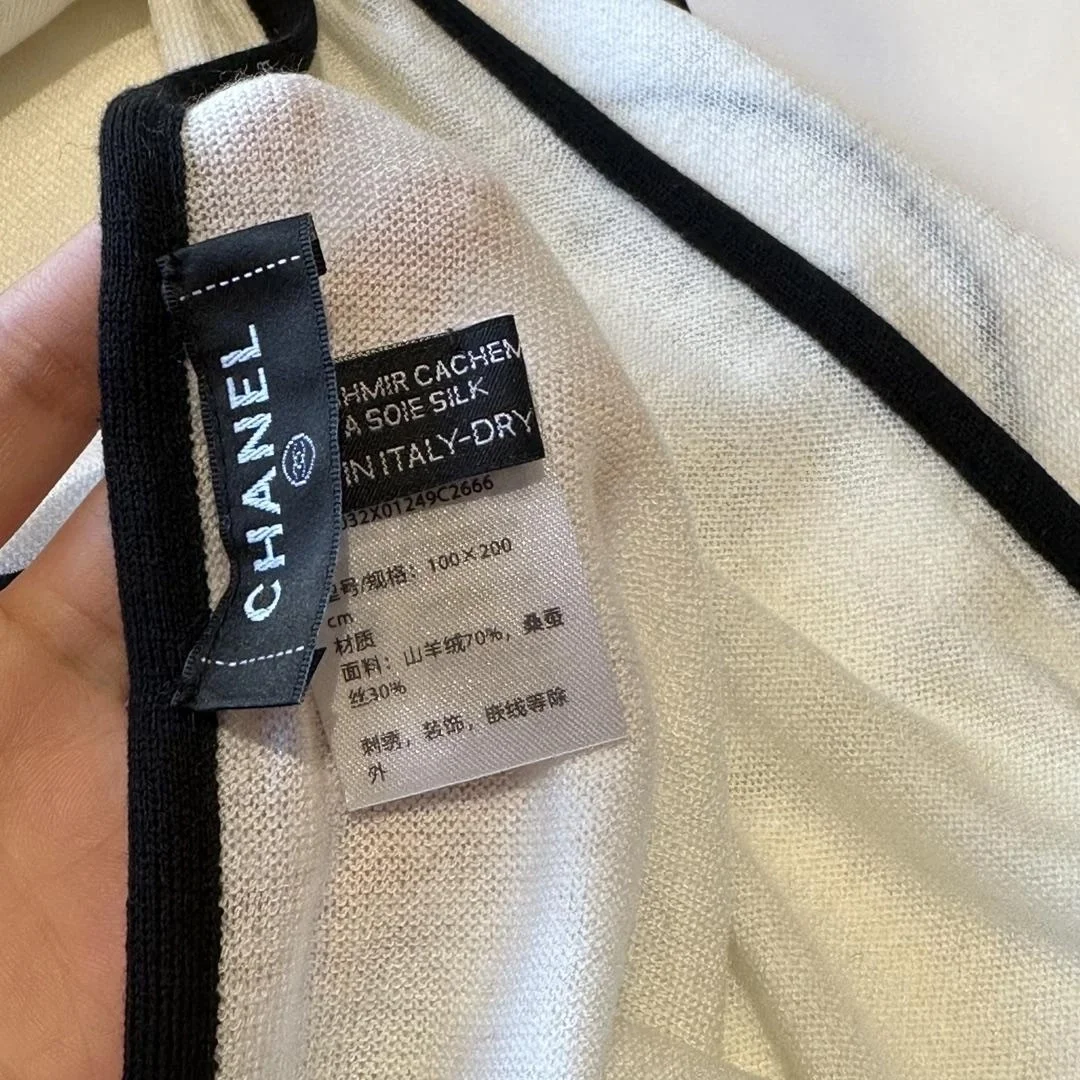 CHANEL
HMIR CACHEM
A SOIE SILK
IN ITALY-DRY
32X01249C2666
号/规格：100×200
cm
材质
面料：山羊绒70%，桑蚕
丝30%
刺绣，装饰，嵌线等除
外